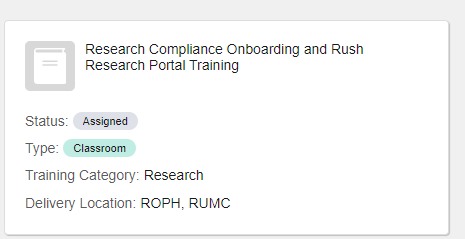 Research Compliance Onboarding and Rush
Research Portal Training
Status: Assigned
Type: Classroom
Training Category: Research
Delivery Location: ROPH, RUMC